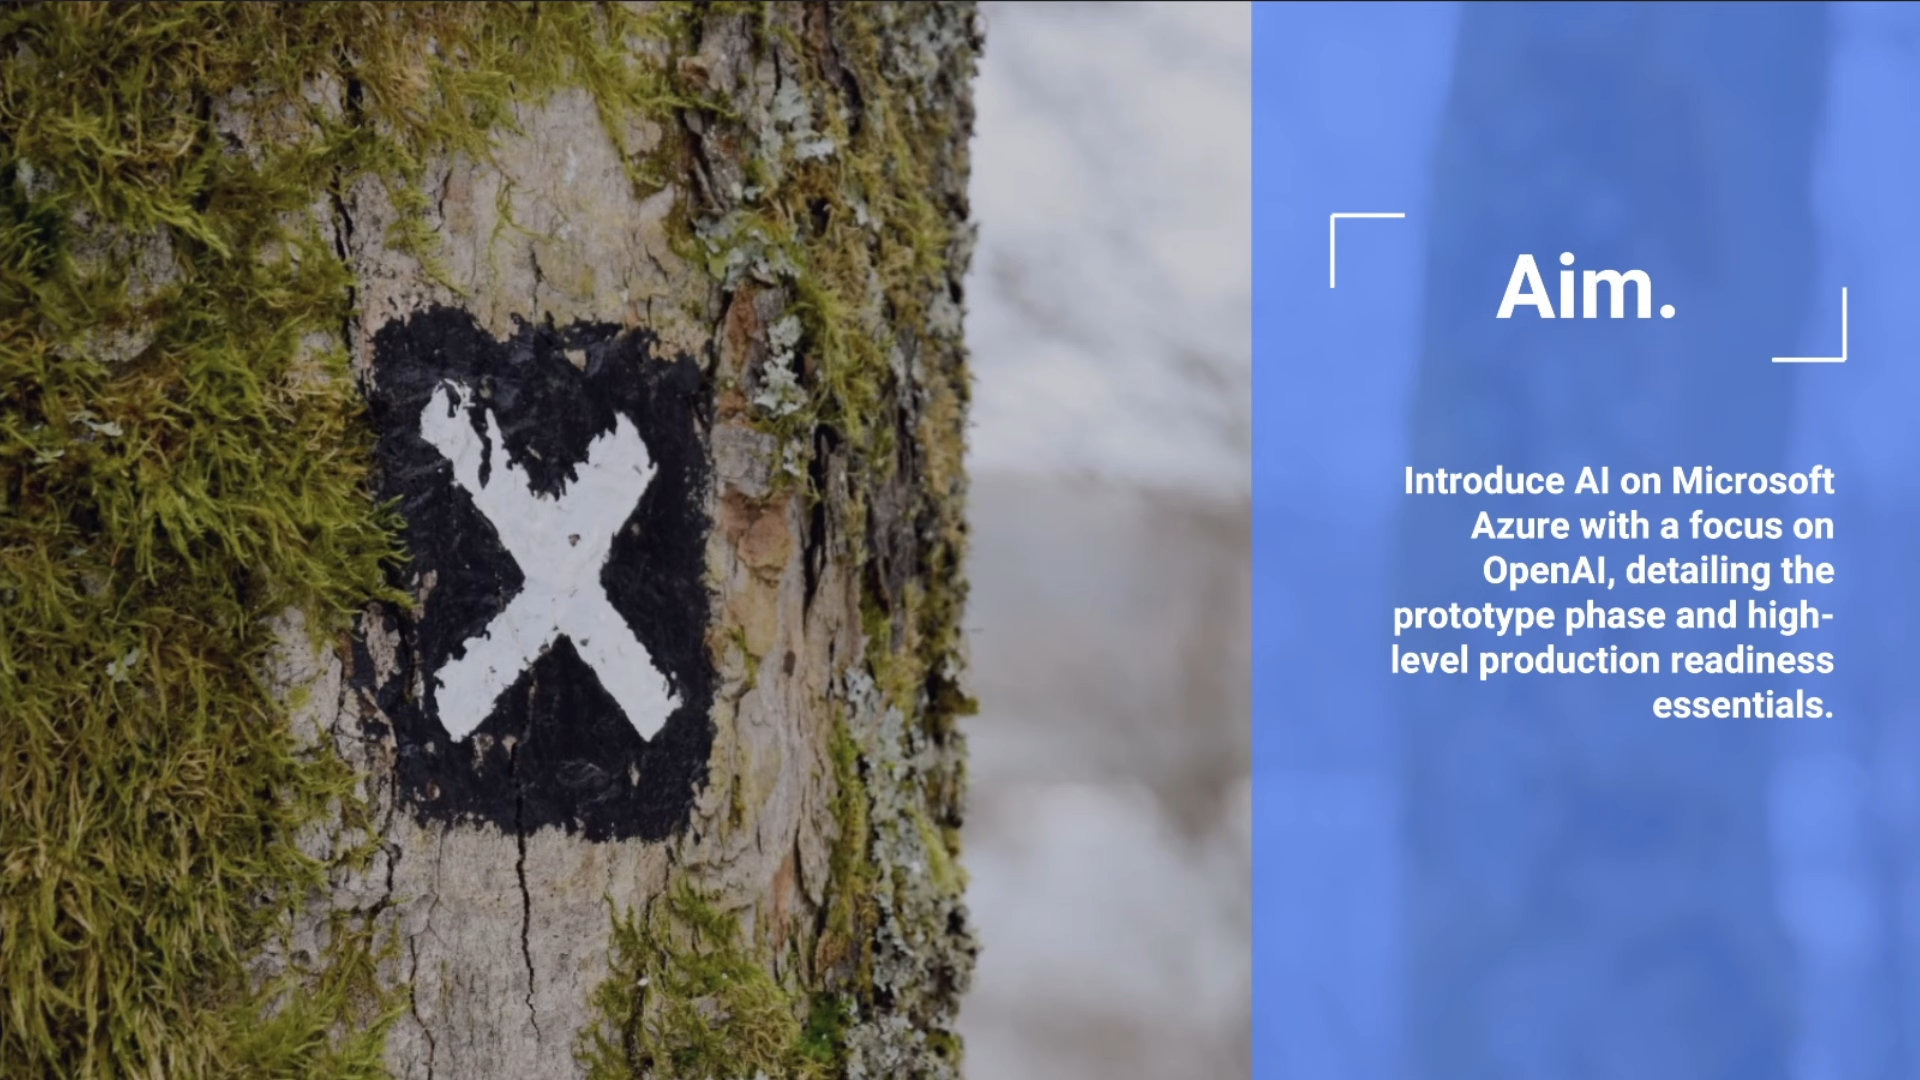 Aim.
Introduce AI on Microsoft
Azure with a focus on
OpenAI, detailing the
prototype phase and high-
level production readiness
essentials.